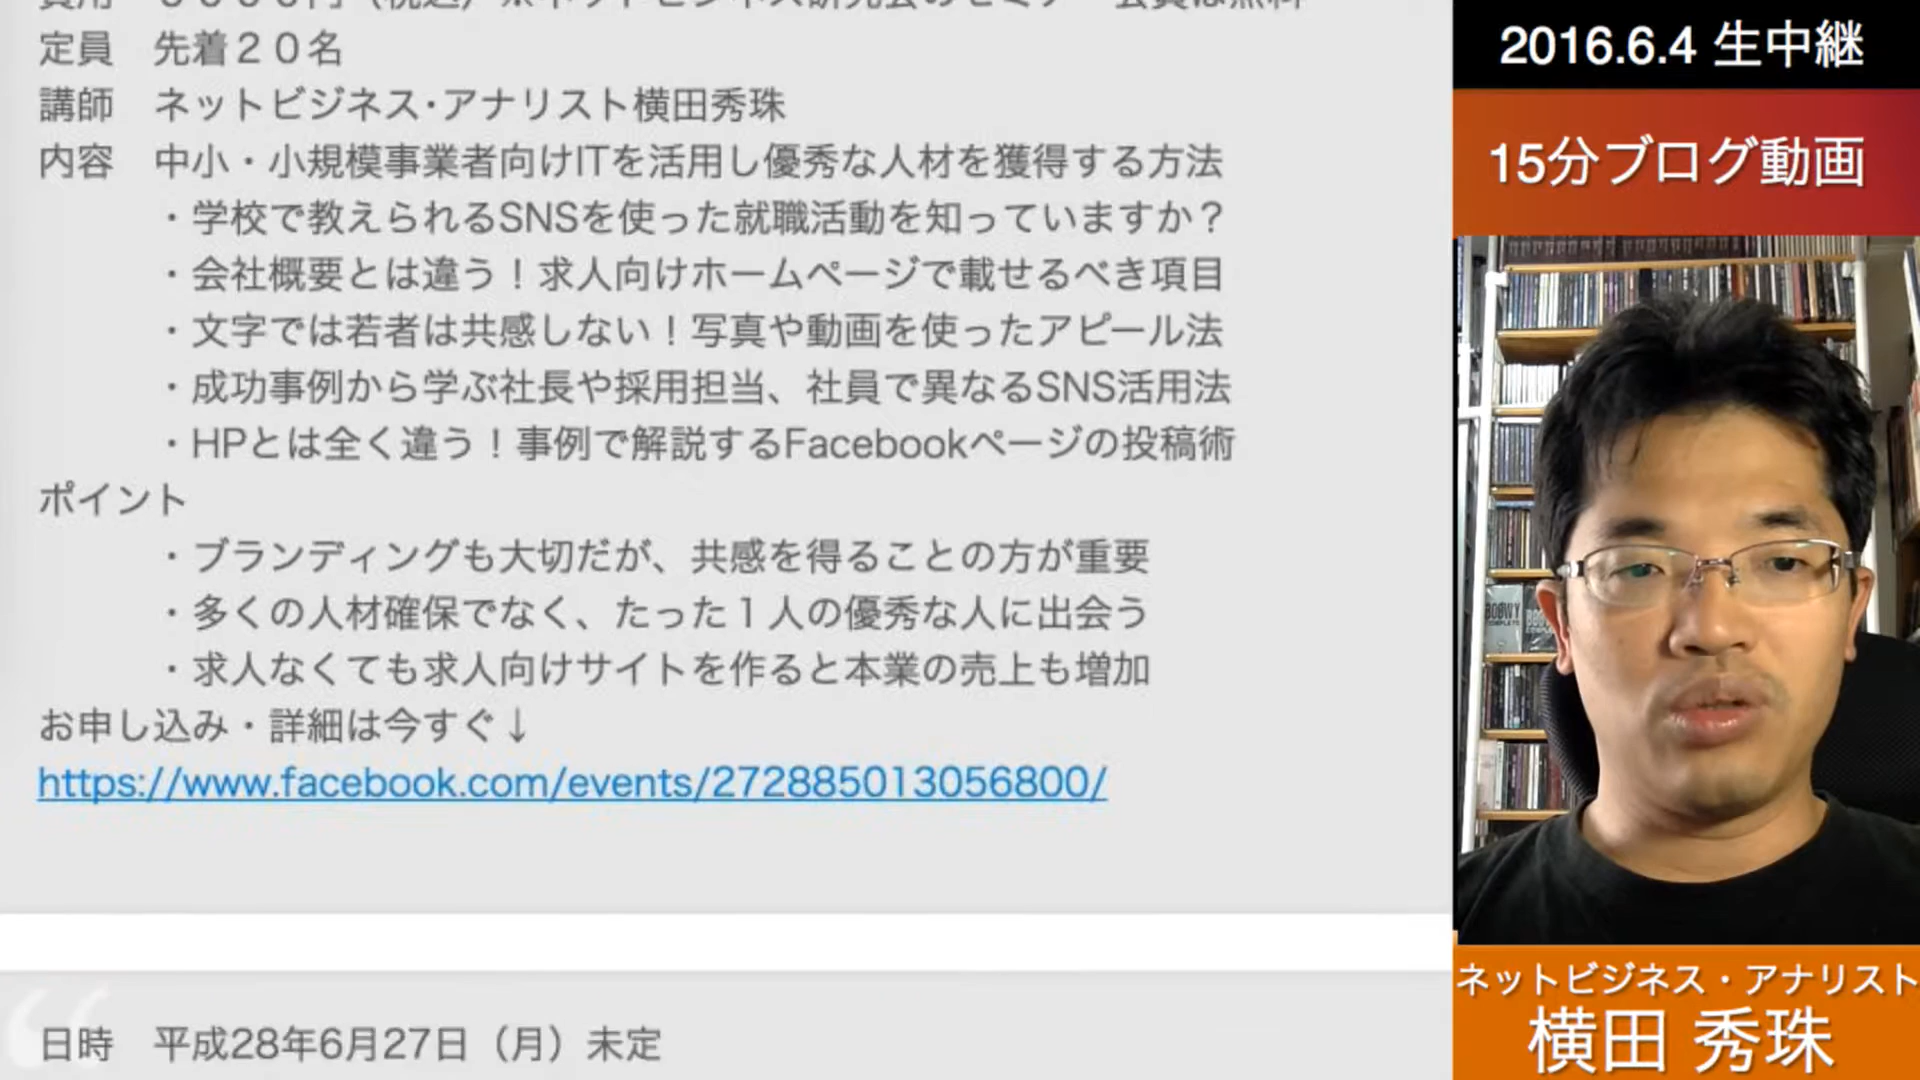 定員　先着２０名
講師　ネットビジネス・アナリスト横田秀珠
内容　中小・小規模事業者向けITを活用し優秀な人材を獲得する方法
・学校で教えられるSNSを使った就職活動を知っていますか？
・会社概要とは違う！求人向けホームページで載せるべき項目
・文字では若者は共感しない！写真や動画を使ったアピール法
・成功事例から学ぶ社長や採用担当、社員で異なるSNS活用法
・HPとは全く違う！事例で解説するFacebookページの投稿術
ポイント
・ブランディングも大切だが、共感を得ることの方が重要
・多くの人材確保でなく、たった１人の優秀な人に出会う
・求人なくても求人向けサイトを作ると本業の売上も増加
お申し込み・詳細は今すぐ↓
https://www.facebook.com/events/272885013056800/
日時　平成28年6月27日（月）未定
2016.6.4 生中継
15分ブログ動画
BOØWY
ネットビジネス・アナリスト
横田 秀珠